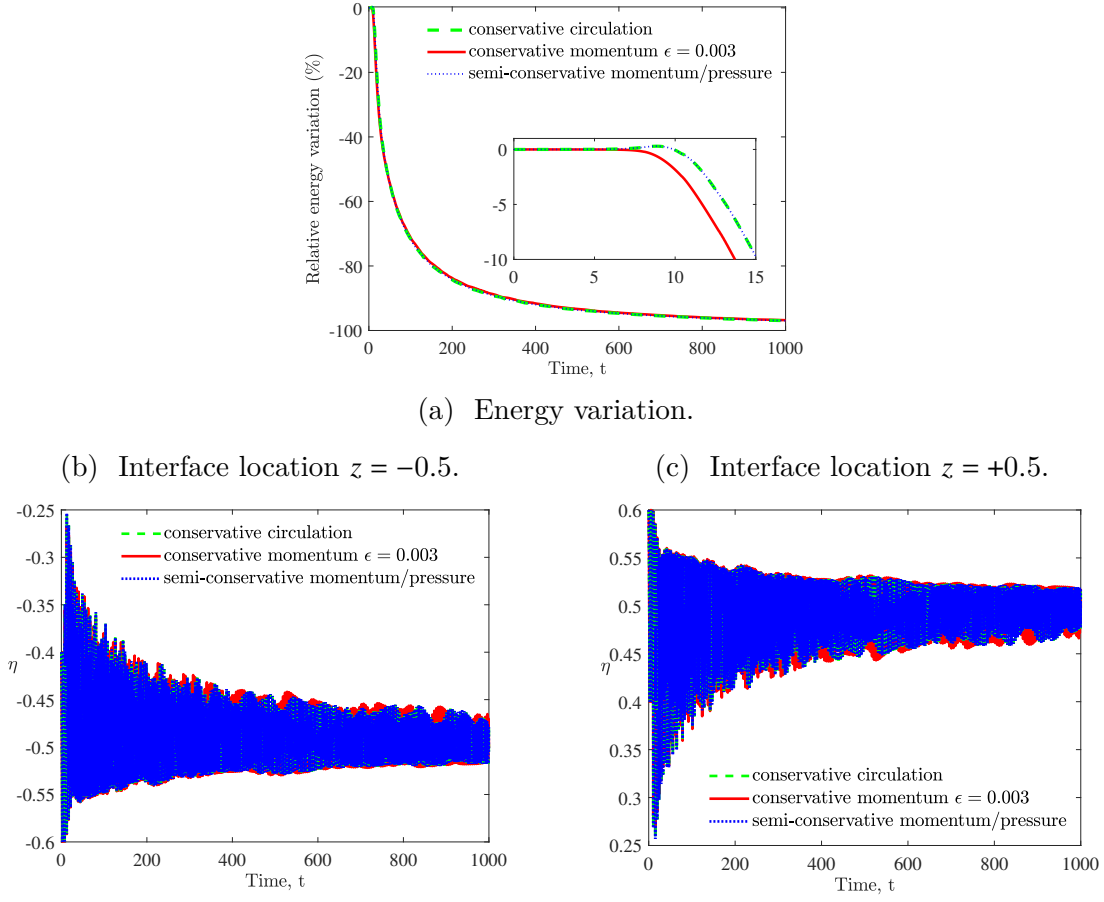 0
-20
-40
-60
-80
-100
Relative energy variation (%)
conservative circulation
conservative momentum ϵ = 0.003
semi-conservative momentum/pressure
0
-5
-10
0 5 10 15
0 200 400 600 800 1000
Time, t
(a) Energy variation.
(b) Interface location z = −0.5.
-0.25
-0.3
-0.35
-0.4
-0.45
-0.5
-0.55
-0.6
η
conservative circulation
conservative momentum ϵ = 0.003
semi-conservative momentum/pressure
0 200 400 600 800 1000
Time, t
(c) Interface location z = +0.5.
0.6
0.55
0.5
0.45
0.4
0.35
0.3
0.25
η
conservative circulation
conservative momentum ϵ = 0.003
semi-conservative momentum/pressure
0 200 400 600 800 1000
Time, t